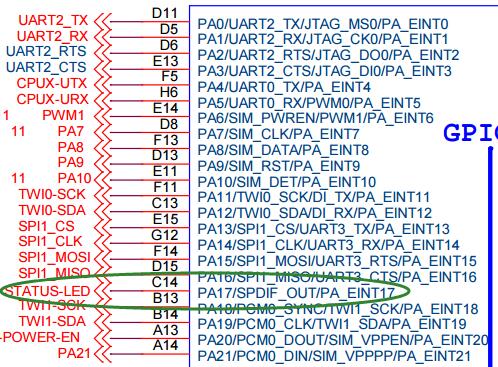 UART2_TX D11 PA0/UART2_TX/JTAG_MS0/PA_EINT0
UART2_RX D5 PA1/UART2_RX/JTAG_CK0/PA_EINT1
UART2_RTS D6 PA2/UART2_RTS/JTAG_DO0/PA_EINT2
UART2_CTS E13 PA3/UART2_CTS/JTAG_DI0/PA_EINT3
CPUX-UTX F5 PA4/UART0_TX/PA_EINT4
CPUX-URX H6 PA5/UART0_RX/PWM0/PA_EINT5
1 PWM1 E14 PA6/SIM_PWREN/PWM1/PA_EINT6
11 PA7 D8 PA7/SIM_CLK/PA_EINT7
PA8 F13 PA8/SIM_DATA/PA_EINT8
PA9 D13 PA9/SIM_RST/PA_EINT9
11 PA10 E11 PA10/SIM_DET/PA_EINT10
TWI0-SCK F11 PA11/TWI0_SCK/DI_TX/PA_EINT11
TWI0-SDA C13 PA12/TWI0_SDA/DI_RX/PA_EINT12
SPI1_CS E15 PA13/SPI1_CS/UART3_TX/PA_EINT13
SPI1_CLK G12 PA14/SPI1_CLK/UART3_RX/PA_EINT14
SPI1_MOSI F14 PA15/SPI1_MOSI/UART3_RTS/PA_EINT15
SPI1_MISO D15 PA16/SPI1_MISO/UART3_CTS/PA_EINT16
STATUS-LED C14 PA17/SPDIF_OUT/PA_EINT17
TWI1-SCK B13 PA18/PCM0_SYNC/TWI1_SCK/PA_EINT18
TWI1-SDA B14 PA19/PCM0_CLK/TWI1_SDA/PA_EINT19
-POWER-EN A13 PA20/PCM0_DOUT/SIM_VPPEN/PA_EINT20
PA21 A14 PA21/PCM0_DIN/SIM_VPPPP/PA_EINT21
GPIO